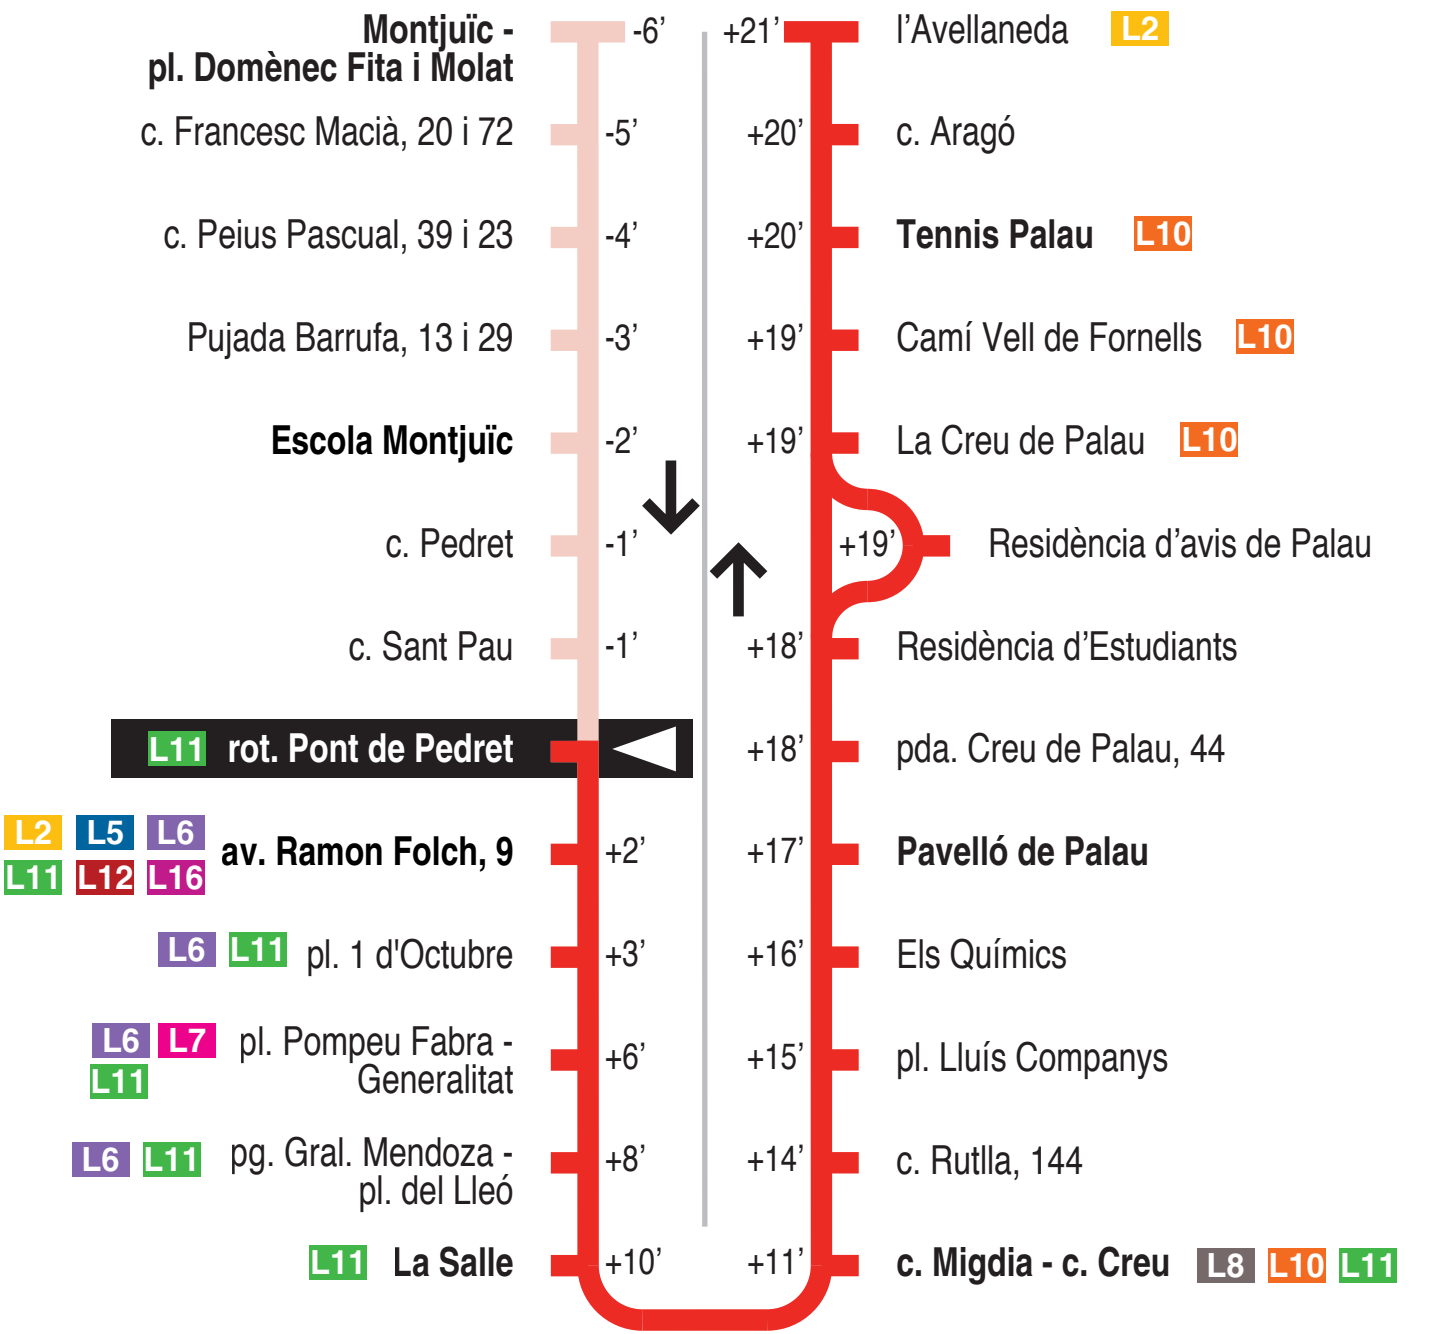 Montjuïc -
pl. Domènec Fita i Molat
-6’
c. Francesc Macià, 20 i 72
-5’
c. Peius Pascual, 39 i 23
-4’
Pujada Barrufa, 13 i 29
-3’
Escola Montjuïc
-2’
c. Pedret
-1’
c. Sant Pau
-1’
L11 rot. Pont de Pedret
L2 L5 L6
L11 L12 L16
av. Ramon Folch, 9
+2’
L6 L11 pl. 1 d'Octubre
+3’
L6 L7
L11
pl. Pompeu Fabra -
Generalitat
+6’
L6 L11
pg. Gral. Mendoza -
pl. del Lleó
+8’
L11 La Salle
+10’
+21’
l’Avellaneda L2
+20’
c. Aragó
+20’
Tennis Palau L10
+19’
Camí Vell de Fornells L10
+19’
La Creu de Palau L10
+19’
Residència d’avis de Palau
+18’
Residència d’Estudiants
+18’
pda. Creu de Palau, 44
+17’
Pavelló de Palau
+16’
Els Químics
+15’
pl. Lluís Companys
+14’
c. Rutlla, 144
+11’
c. Migdia - c. Creu L8 L10 L11